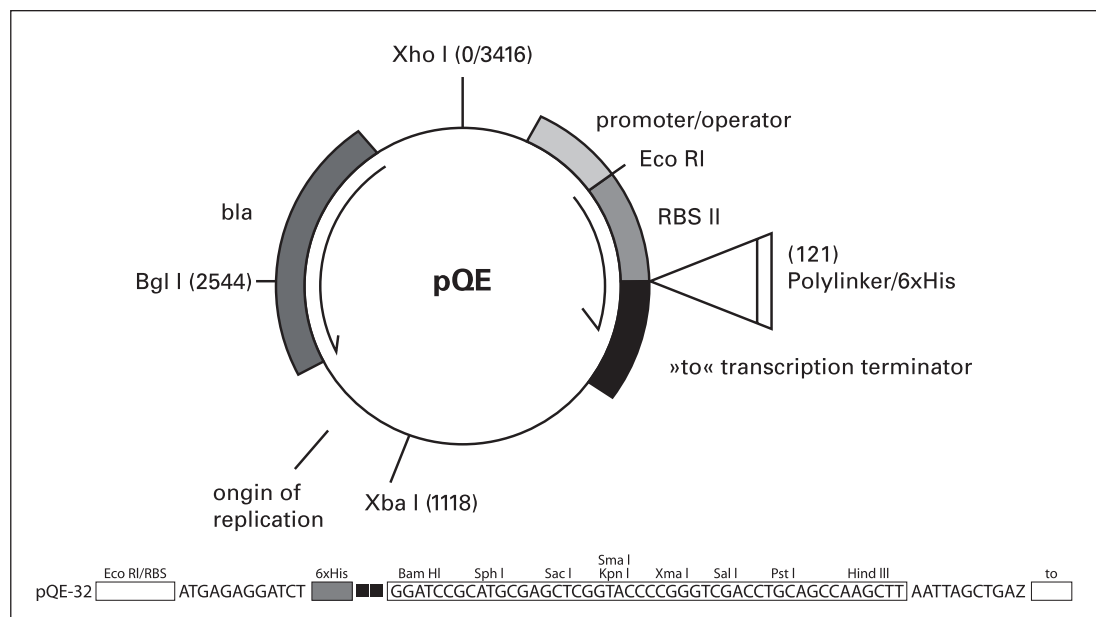 Xho I (0/3416)
promoter/operator
Eco RI
bla
RBS II
(121)
Polylinker/6xHis
Bgl I (2544)
pQE
»to« transcription terminator
ongin of
replication
Xba I (1118)
Sma I
Eco RI/RBS 6xHis Bam HI Sph I Sac I Kpn I Xma I Sal I Pst I Hind III to
pQE-32 ATGAGAGGATCT GGATCCGCATGCGAGCTCGGTACCCCGGGTCGACCTGCAGCCAAGCTT AATTAGCTGAZ